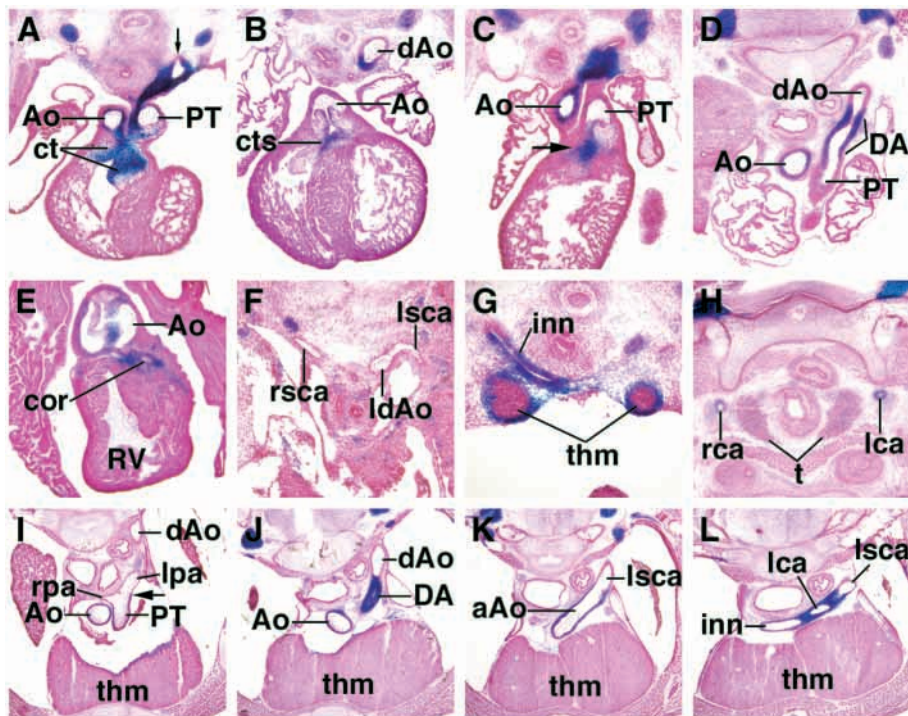 A
Ao
PT
ct
B
dAo
Ao
cts
C
Ao
PT
D
dAo
DA
Ao
PT
E
Ao
cor
RV
F
lsca
rsca
ldAo
G
inn
thm
H
rca
lca
t
I
dAo
rpa
lpa
Ao
PT
thm
J
dAo
DA
Ao
thm
K
lsca
aAo
thm
L
lca
lsca
inn
thm